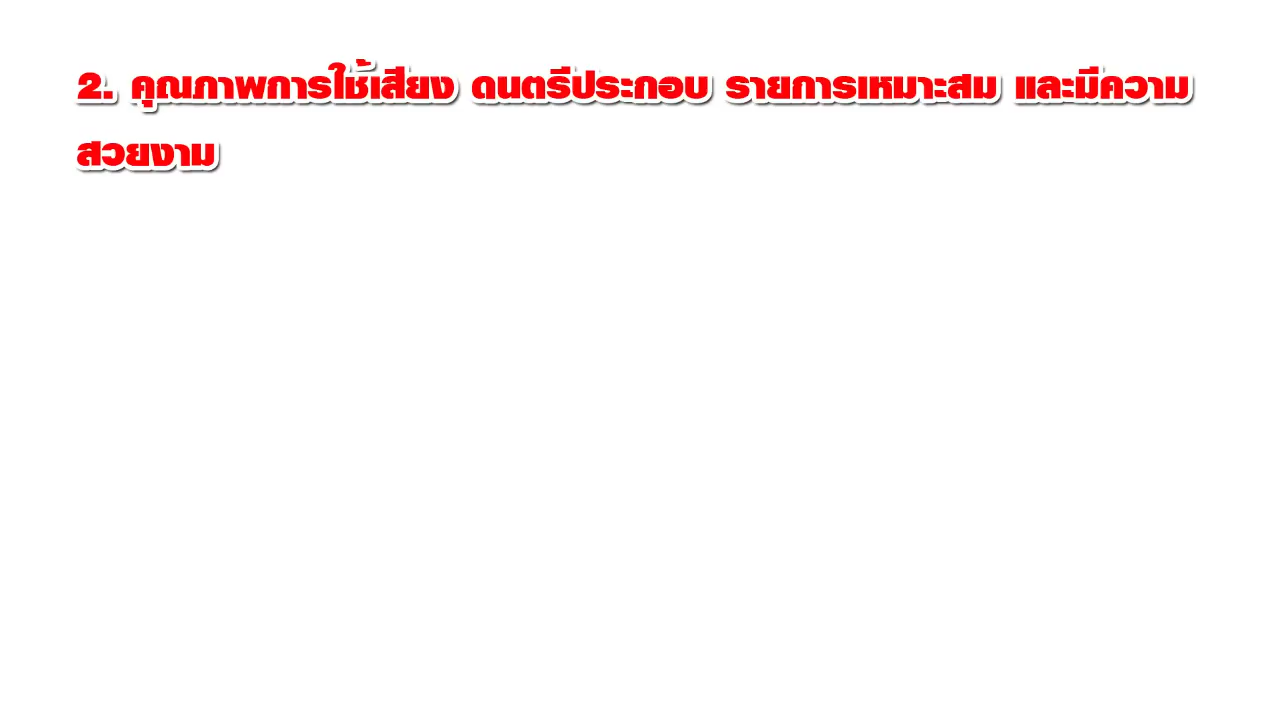 2. คุณภาพการใช้เสียง ดนตรีประกอบ รายการเหมาะสม และมีความ
สวยงาม